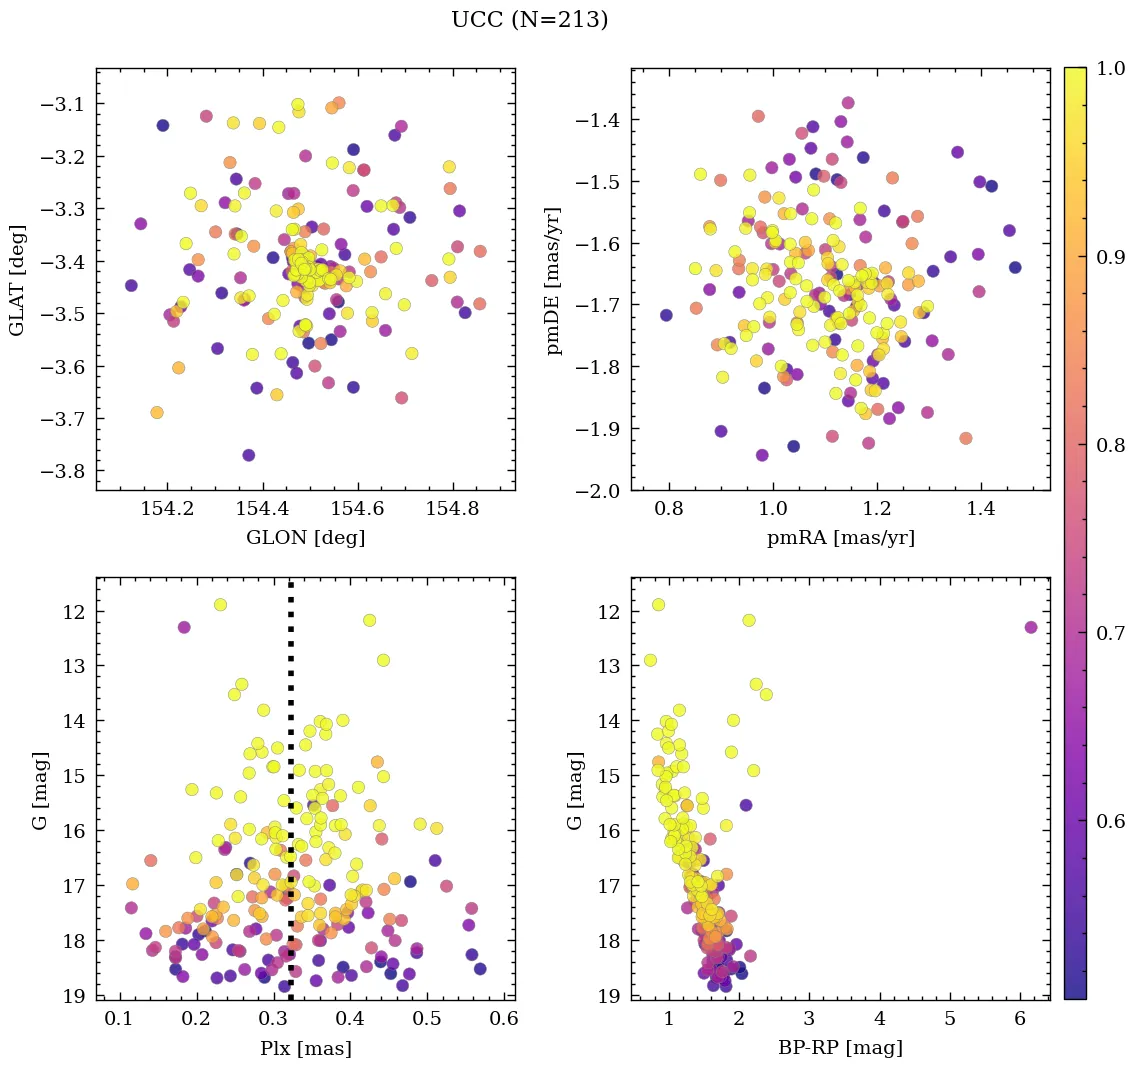 UCC (N=213)
−3.1
−3.2
−3.3
−3.4
−3.5
−3.6
−3.7
−3.8
GLAT [deg]
154.2 154.4 154.6 154.8
GLON [deg]
−1.4
−1.5
−1.6
−1.7
−1.8
−1.9
−2.0
pmDE [mas/yr]
0.8 1.0 1.2 1.4
pmRA [mas/yr]
12
13
14
15
16
17
18
19
G [mag]
0.1 0.2 0.3 0.4 0.5 0.6
Plx [mas]
12
13
14
15
16
17
18
19
G [mag]
1 2 3 4 5 6
BP-RP [mag]
1.0
0.9
0.8
0.7
0.6